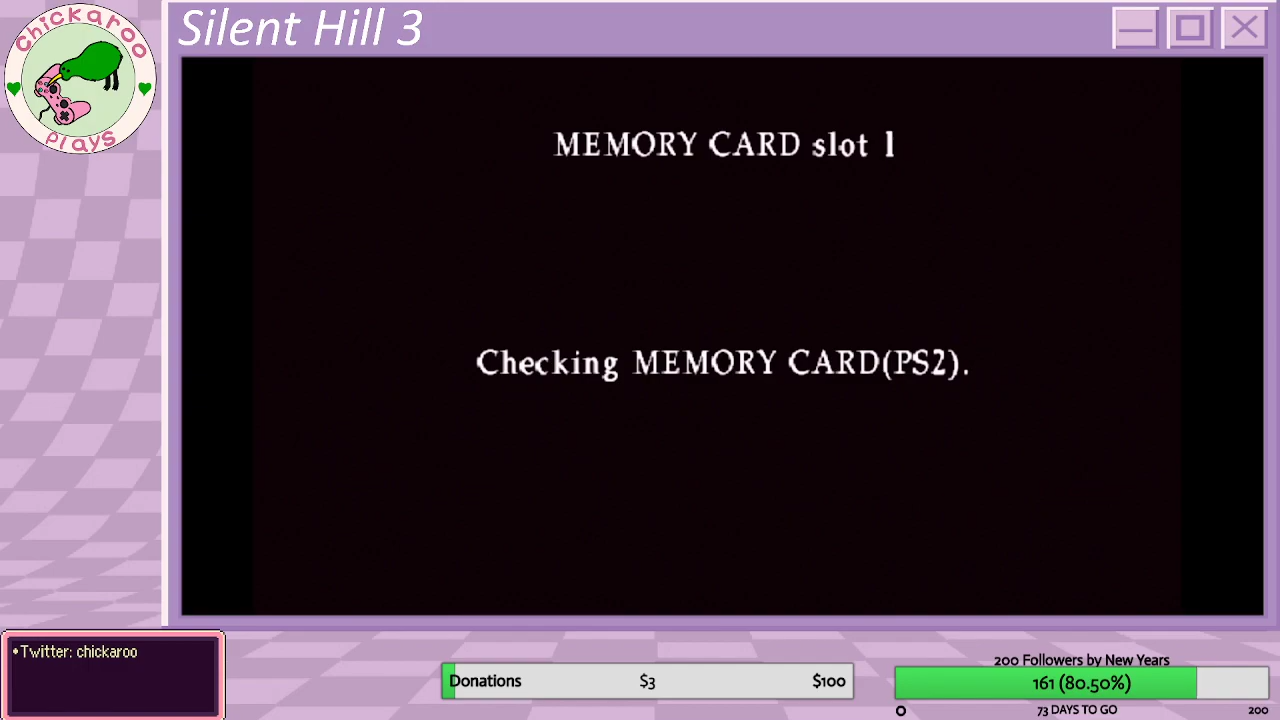 Chickaroo
plays
Silent Hill 3
MEMORY CARD slot 1
Checking MEMORY CARD(PS2).
•Twitter: chickaroo
Donations $3 $100
200 Followers by New Years
161 (80.50%)
0 73 DAYS TO GO 200